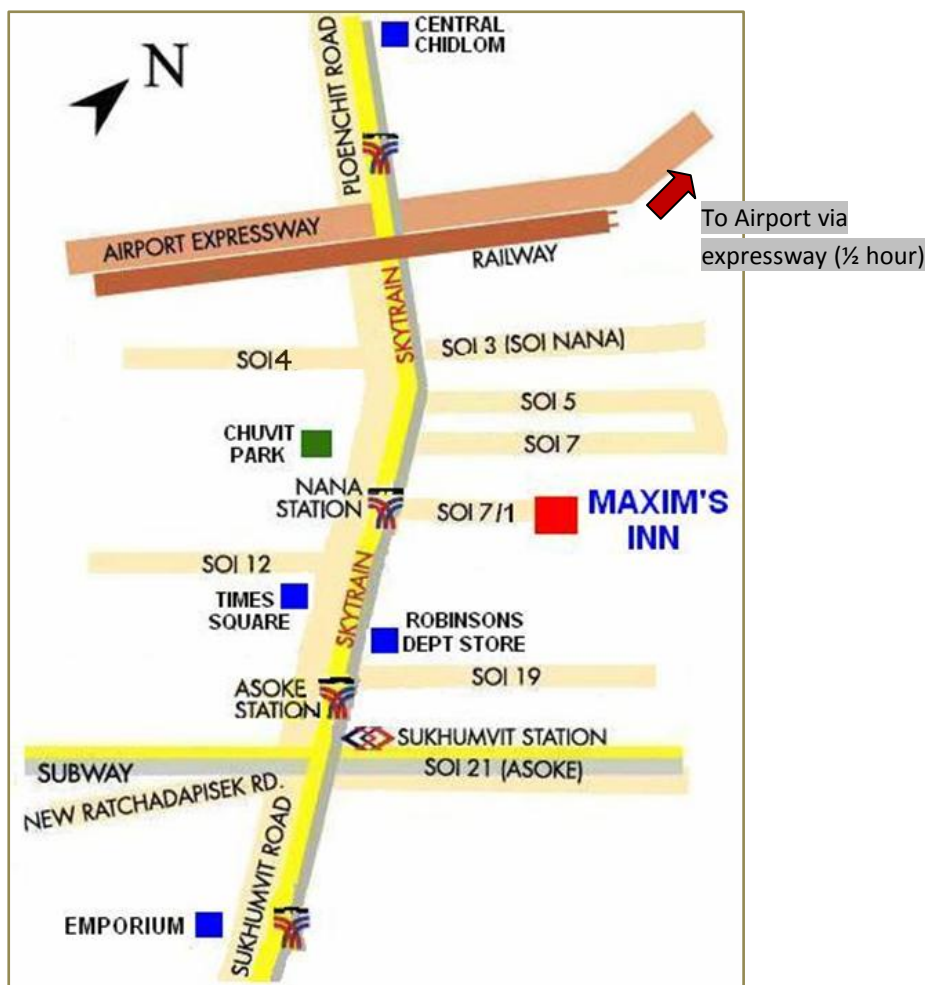 CENTRAL
CHIDLOM
N
PLOENCHIT ROAD
To Airport via
expressway (½ hour)
AIRPORT EXPRESSWAY
RAILWAY
SKYTRAIN
SOI 3 (SOI NANA)
SOI 4
SOI 5
CHUVIT
PARK
SOI 7
NANA
STATION
SOI 7/1
MAXIM'S
INN
SOI 12
SKYTRAIN
TIMES
SQUARE
ROBINSONS
DEPT STORE
SOI 19
ASOKE
STATION
SUKHUMVIT STATION
SUBWAY
SOI 21 (ASOKE)
NEW RATCHADAPISEK RD.
SUKHUMVIT ROAD
EMPORIUM